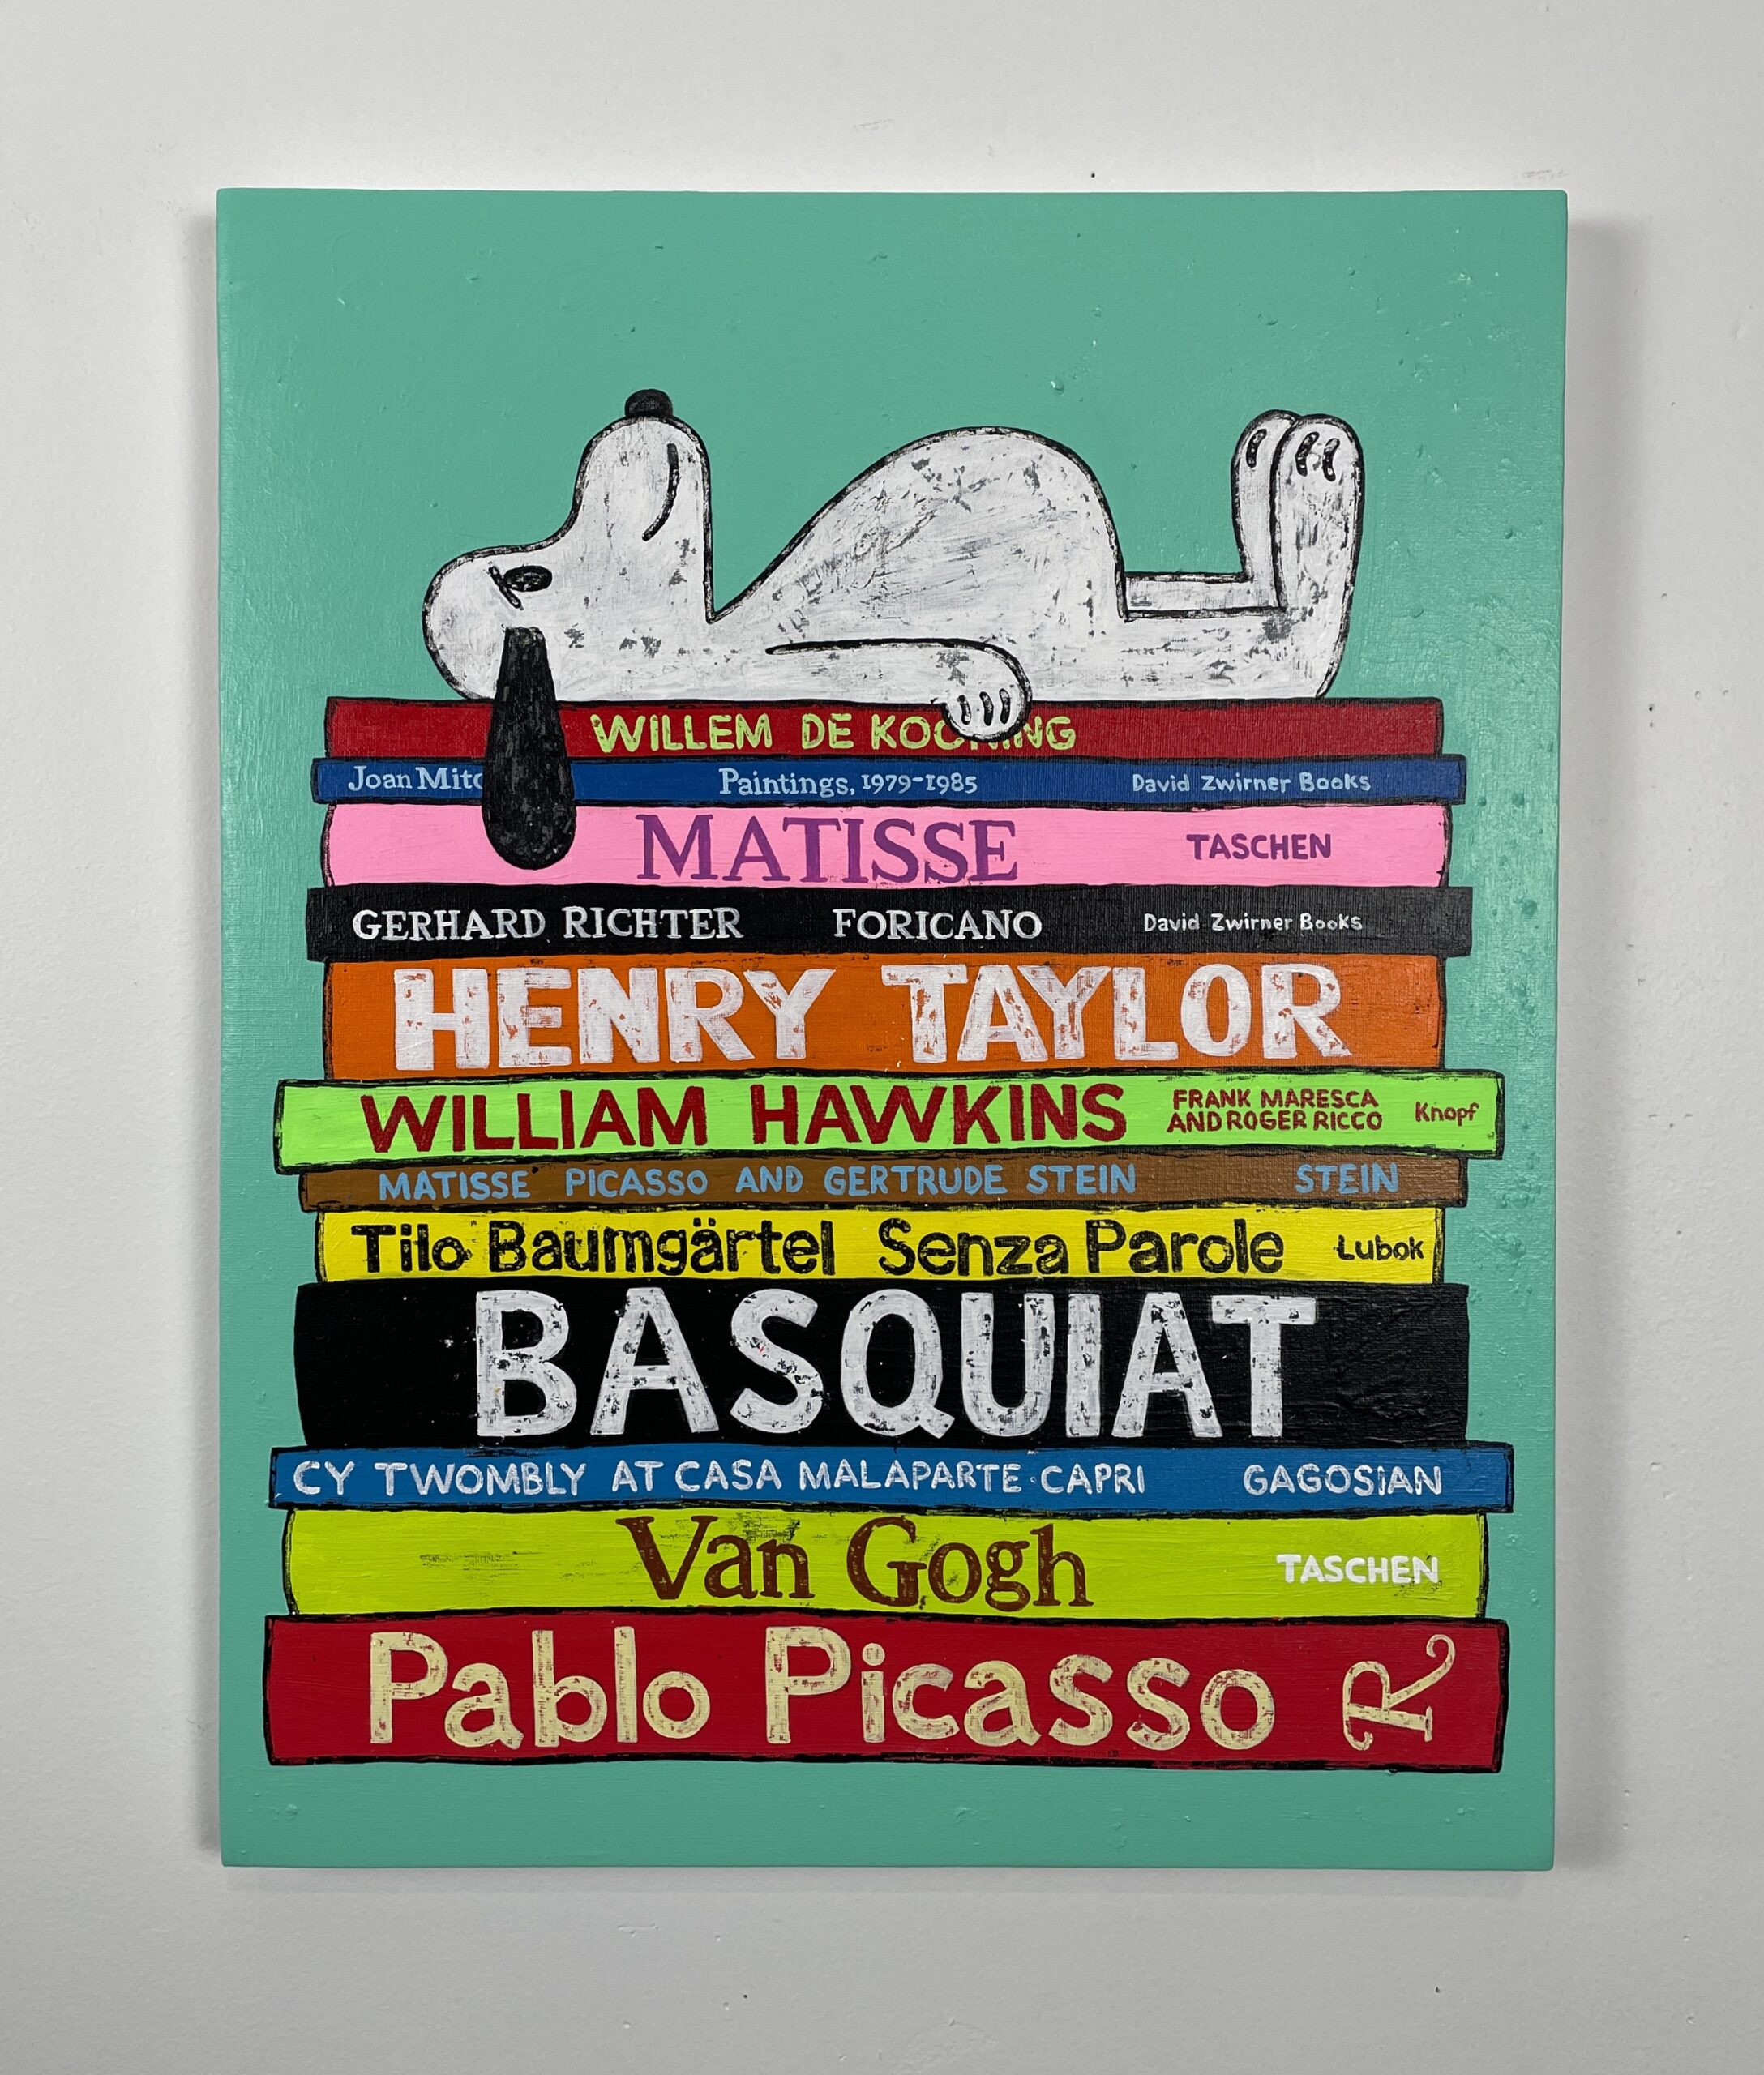 WILLEM DE KOONING
Joan Mitc Paintings, 1979-1985 David Zwirner Books
MATISSE TASCHEN
GERHARD RICHTER FORICANO David Zwirner Books
HENRY TAYLOR
WILLIAM HAWKINS FRANK MARESCA AND ROGER RICCO Knopf
MATISSE PICASSO AND GERTRUDE STEIN STEIN
Tilo Baumgärtel Senza Parole Lubok
BASQUIAT
CY TWOMBLY AT CASA MALAPARTE·CAPRI GAGOSIAN
Van Gogh TASCHEN
Pablo Picasso R